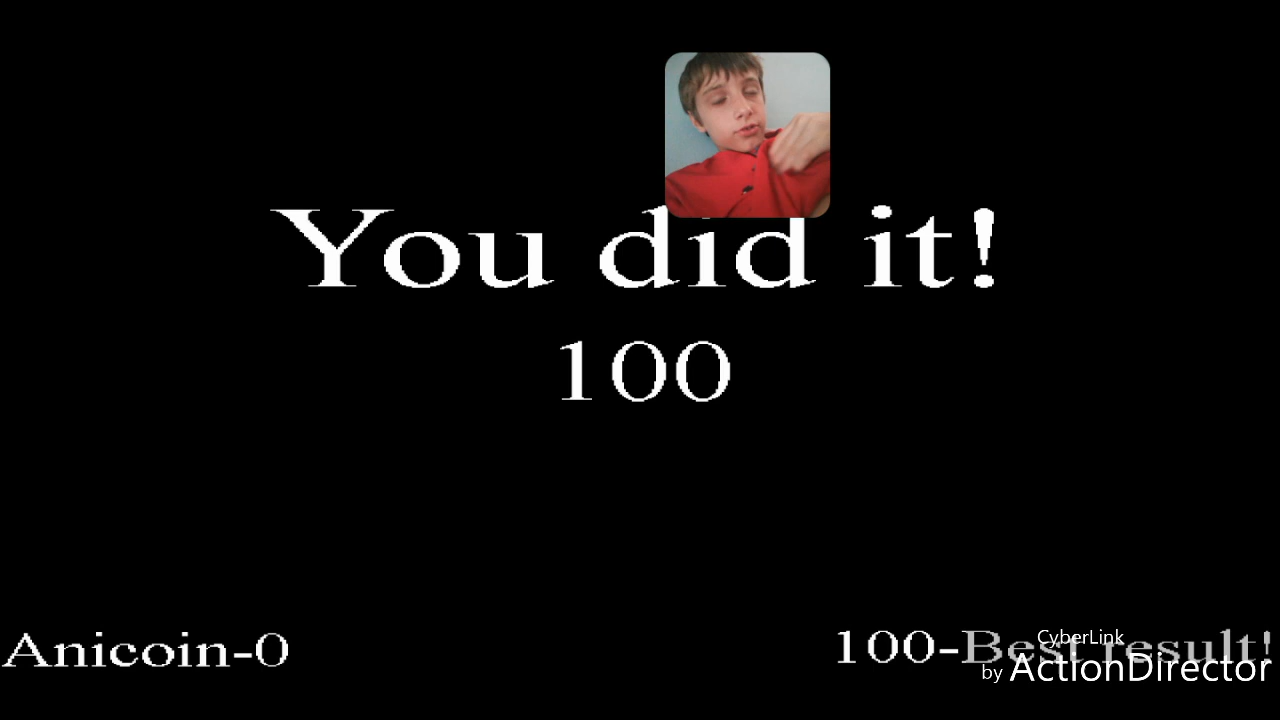 You did it!
100
Anicoin-0
100-Best result!
CyberLink
by ActionDirector